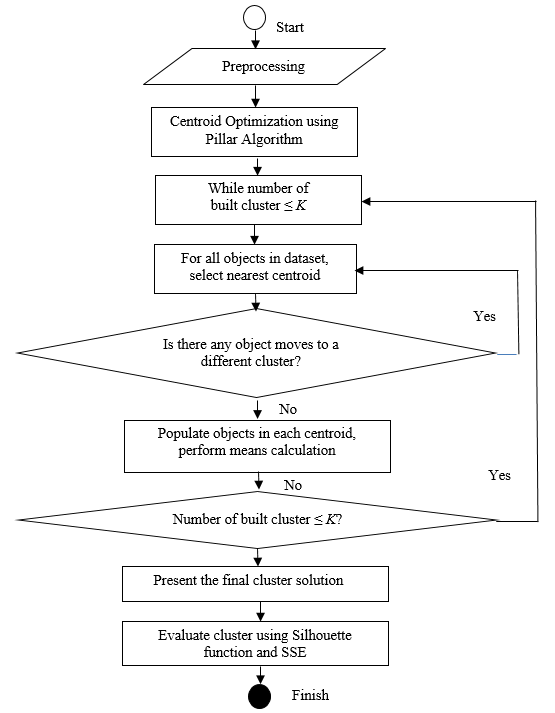 Start
Preprocessing
Centroid Optimization using
Pillar Algorithm
While number of
built cluster ≤ K
For all objects in dataset,
select nearest centroid
Yes
Is there any object moves to a
different cluster?
No
Populate objects in each centroid,
perform means calculation
Yes
No
Number of built cluster ≤ K?
Present the final cluster solution
Evaluate cluster using Silhouette
function and SSE
Finish